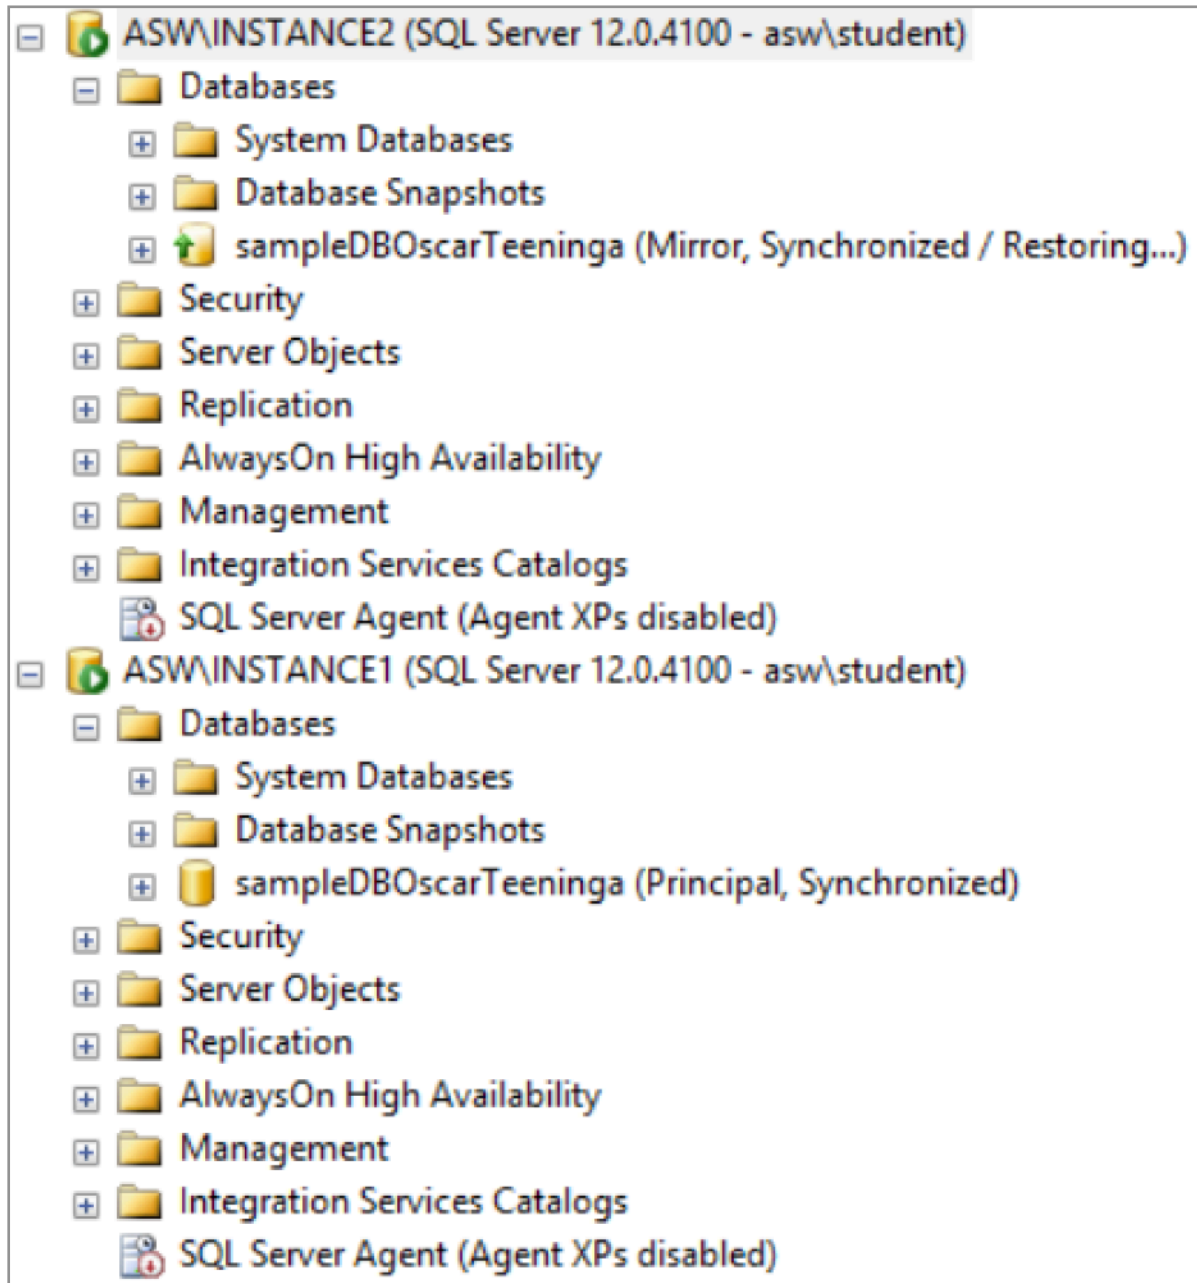 ASW\INSTANCE2 (SQL Server 12.0.4100 - asw\student)
Databases
System Databases
Database Snapshots
sampleDBOscarTeeninga (Mirror, Synchronized / Restoring...)
Security
Server Objects
Replication
AlwaysOn High Availability
Management
Integration Services Catalogs
SQL Server Agent (Agent XPs disabled)
ASW\INSTANCE1 (SQL Server 12.0.4100 - asw\student)
Databases
System Databases
Database Snapshots
sampleDBOscarTeeninga (Principal, Synchronized)
Security
Server Objects
Replication
AlwaysOn High Availability
Management
Integration Services Catalogs
SQL Server Agent (Agent XPs disabled)